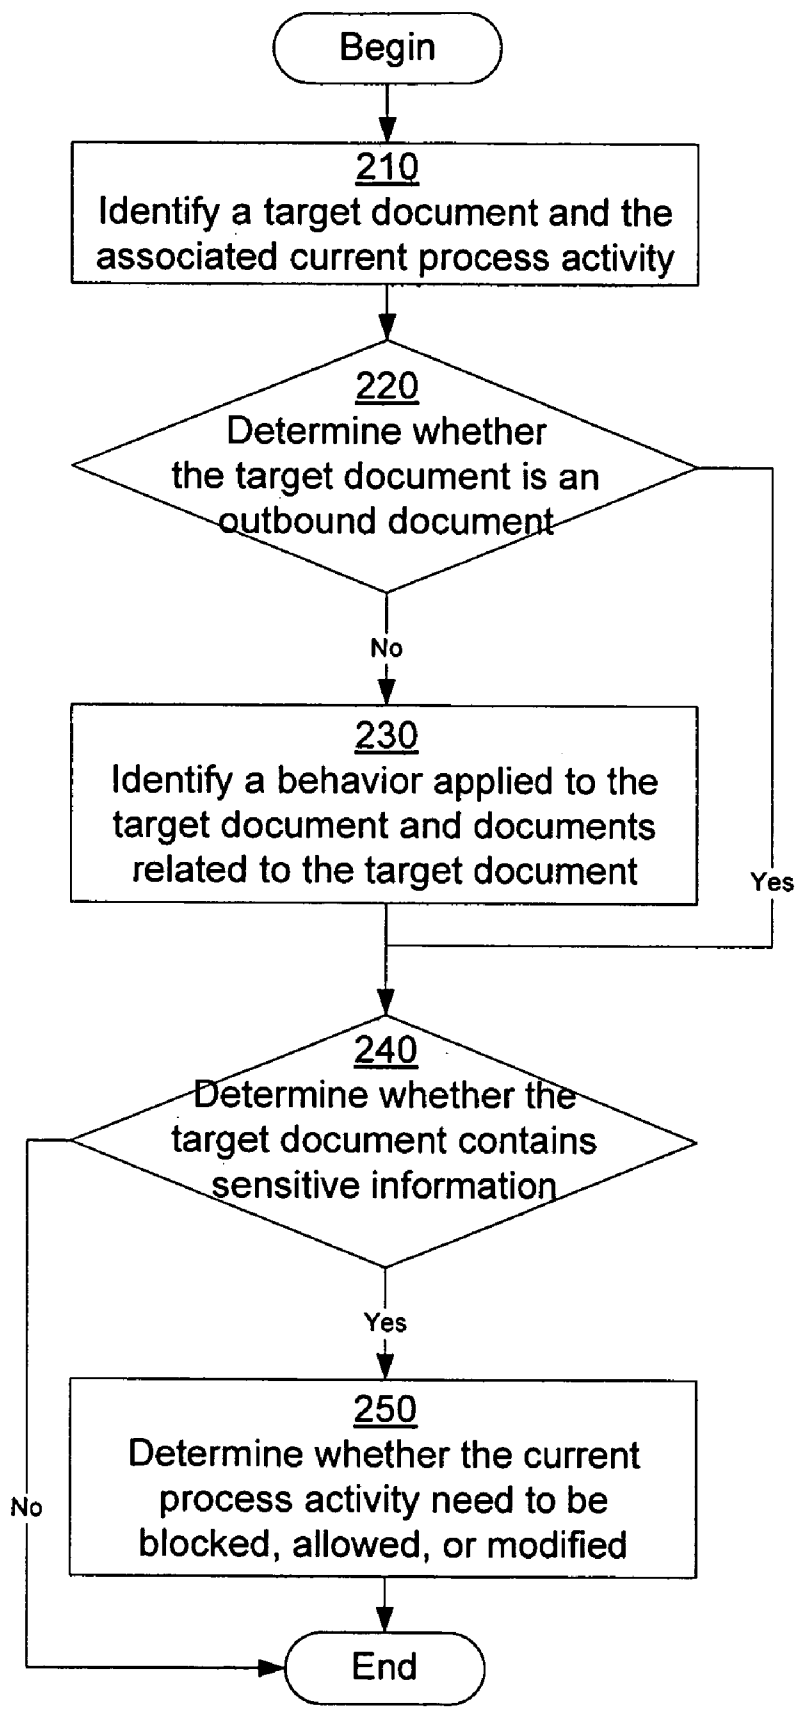 Begin
210
Identify a target document and the
associated current process activity
220
Determine whether
the target document is an
outbound document
No
230
Identify a behavior applied to the
target document and documents
related to the target document
Yes
240
Determine whether the
target document contains
sensitive information
Yes
250
Determine whether the current
process activity need to be
blocked, allowed, or modified
No
End